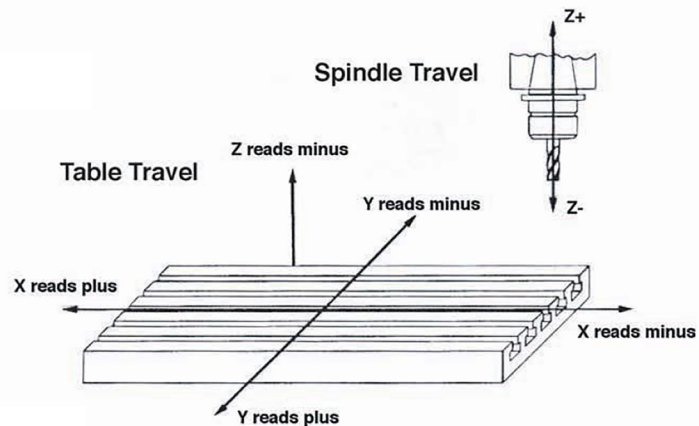 Z+
Spindle Travel
Z reads minus
Table Travel
Y reads minus
Z-
X reads plus
X reads minus
Y reads plus